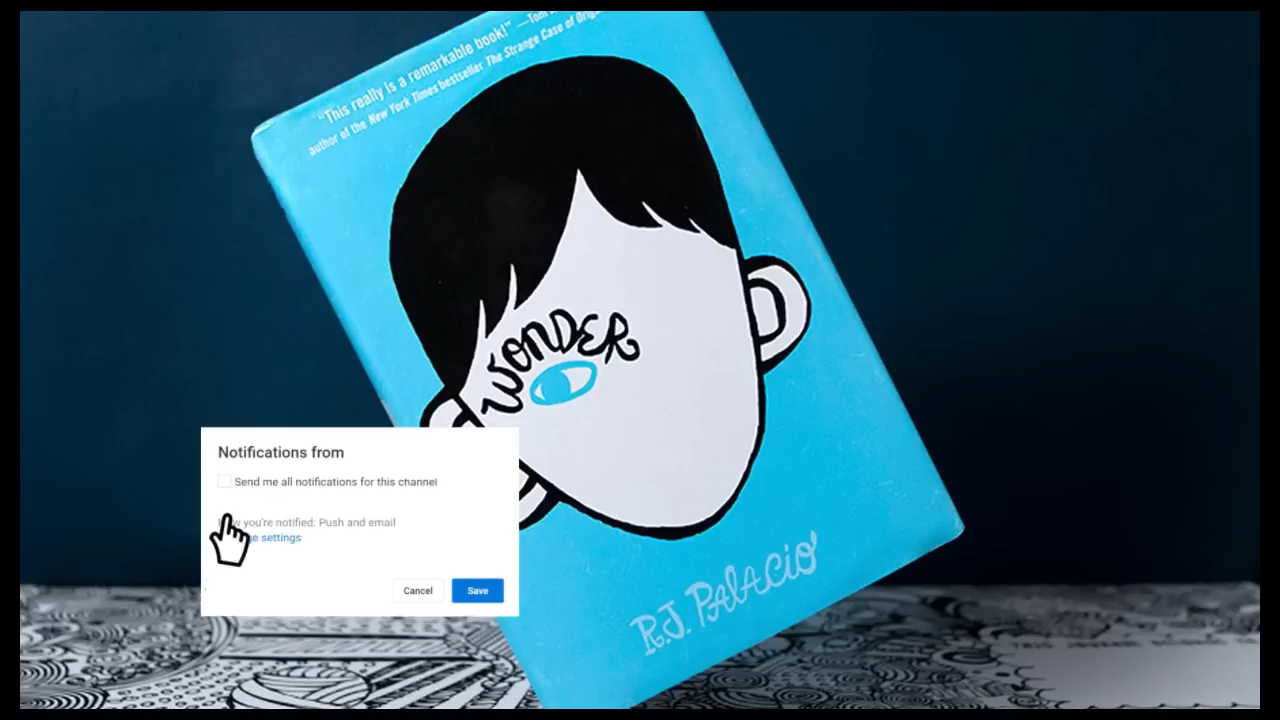 "This really is a remarkable book!" —Tom
author of the New York Times bestseller The Strange Case of
WONDER
Notifications from
Send me all notifications for this channel
you're notified: Push and email
settings
Cancel
Save
R.J. PALACIO